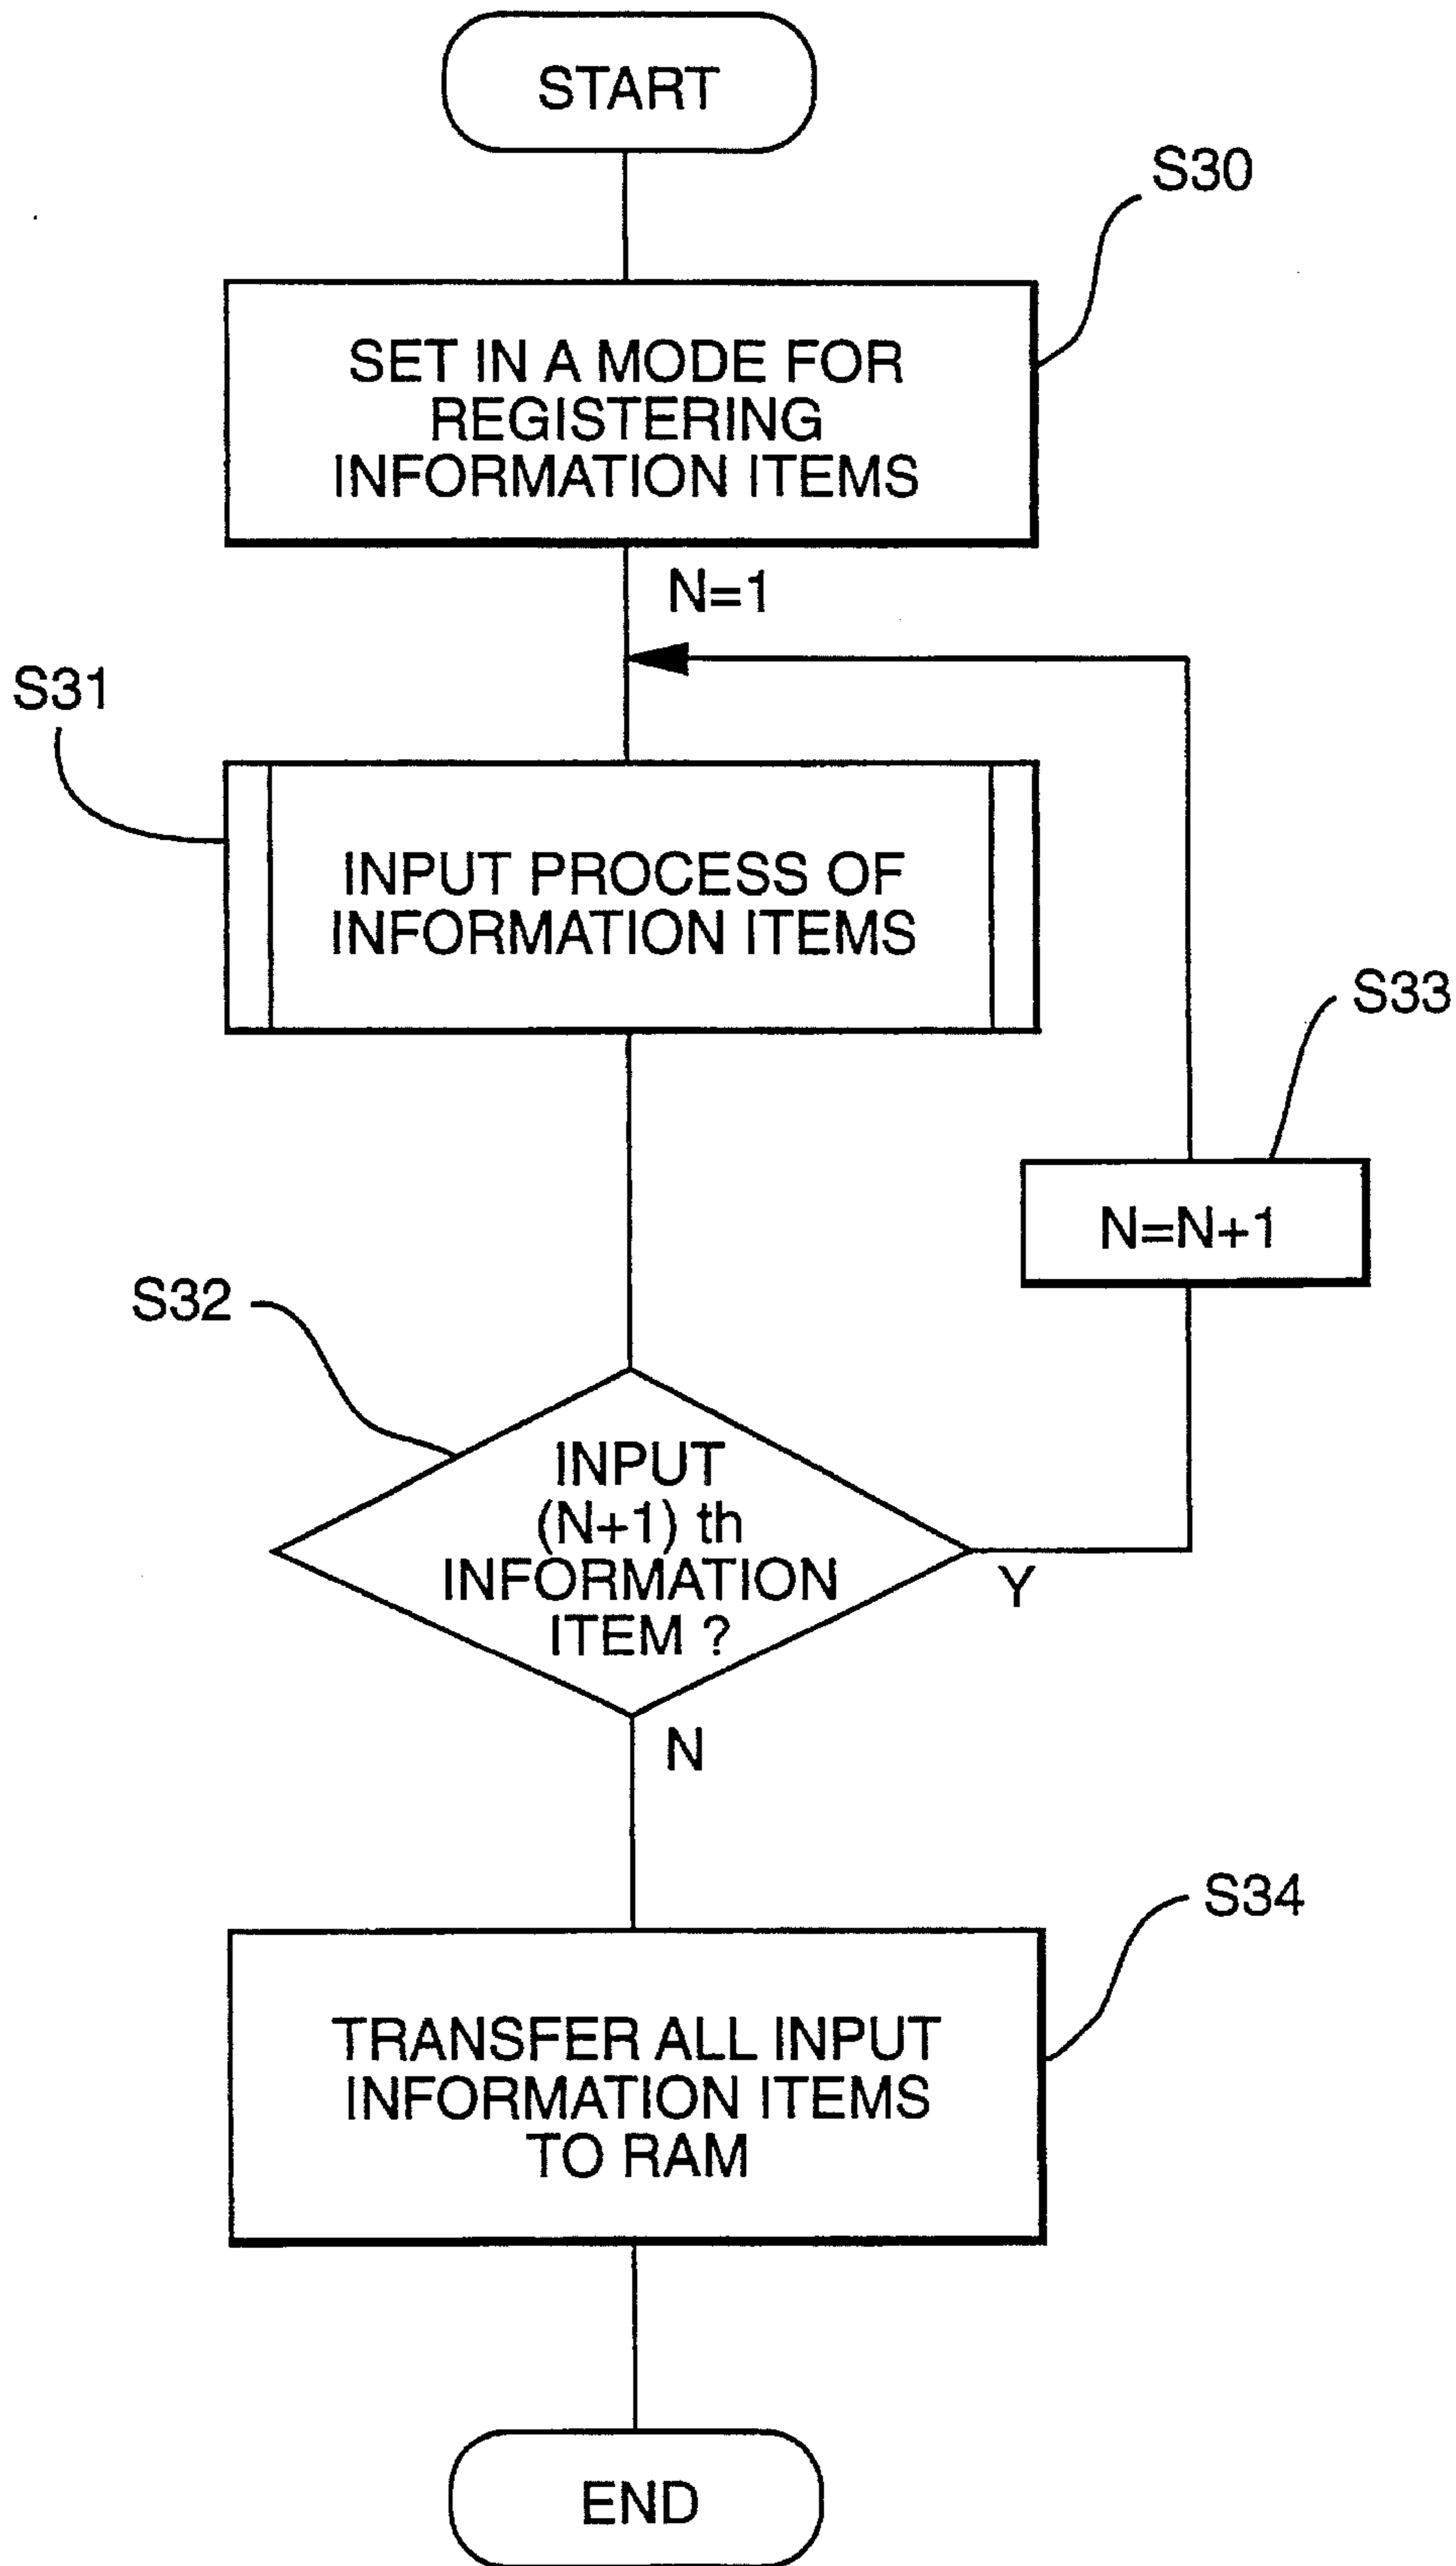 START
S30
SET IN A MODE FOR
REGISTERING
INFORMATION ITEMS
N=1
S31
INPUT PROCESS OF
INFORMATION ITEMS
S33
N=N+1
S32
INPUT
(N+1) th
INFORMATION
ITEM ?
Y
N
S34
TRANSFER ALL INPUT
INFORMATION ITEMS
TO RAM
END